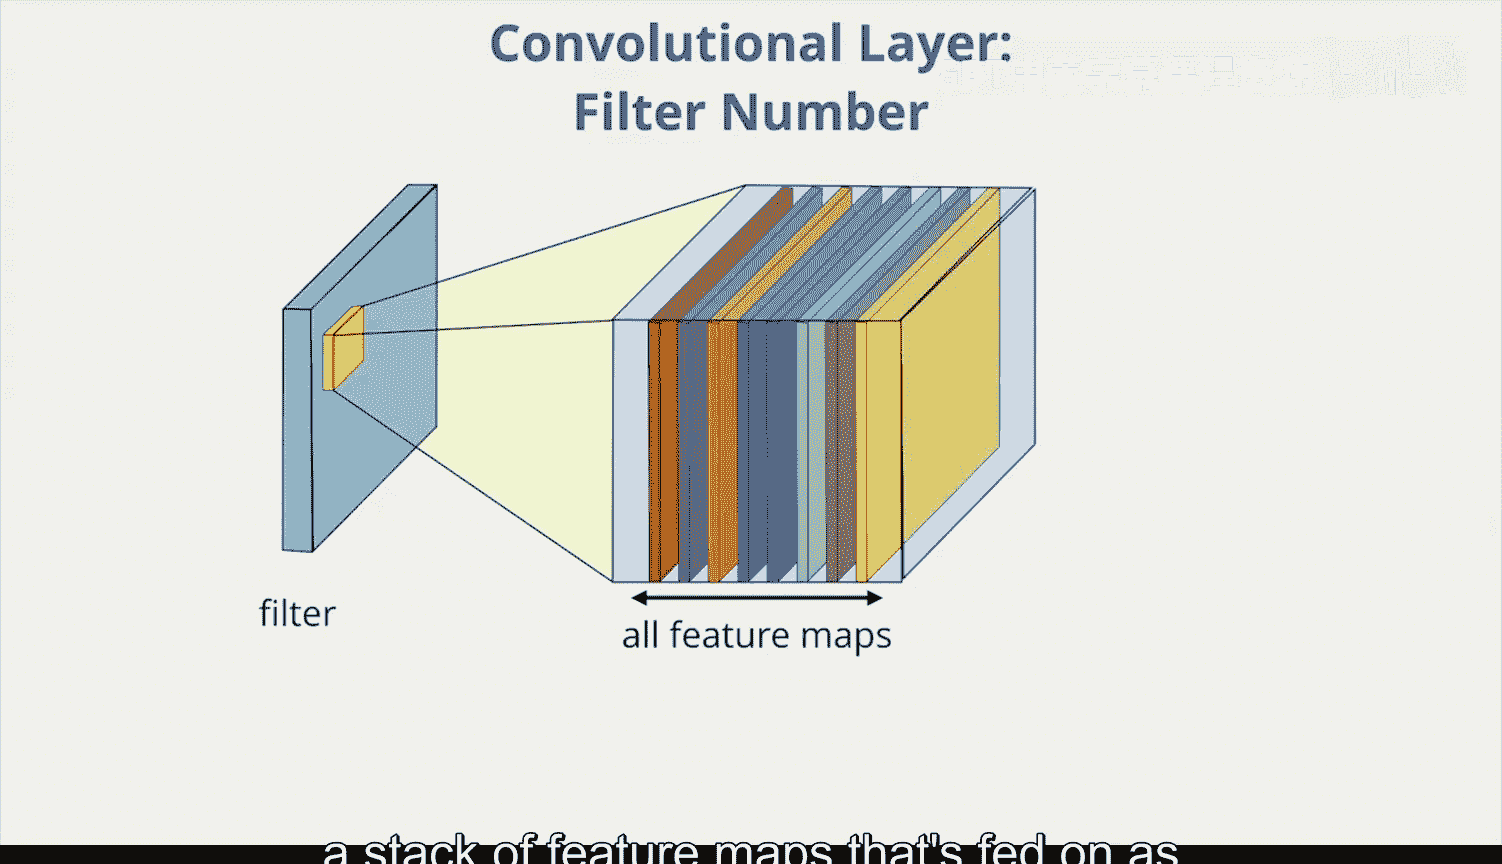 Convolutional Layer:
Filter Number
filter
all feature maps
a stack of feature maps that's fed on as